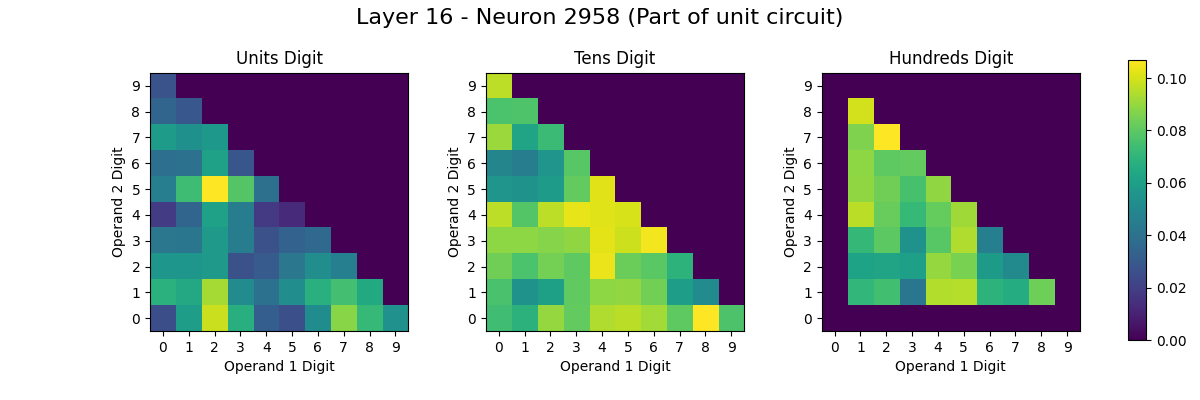 Layer 16 - Neuron 2958 (Part of unit circuit)
Units Digit
Operand 2 Digit
9
8
7
6
5
4
3
2
1
0
0 1 2 3 4 5 6 7 8 9
Operand 1 Digit
Tens Digit
Operand 2 Digit
9
8
7
6
5
4
3
2
1
0
0 1 2 3 4 5 6 7 8 9
Operand 1 Digit
Hundreds Digit
Operand 2 Digit
9
8
7
6
5
4
3
2
1
0
0 1 2 3 4 5 6 7 8 9
Operand 1 Digit
0.10
0.08
0.06
0.04
0.02
0.00